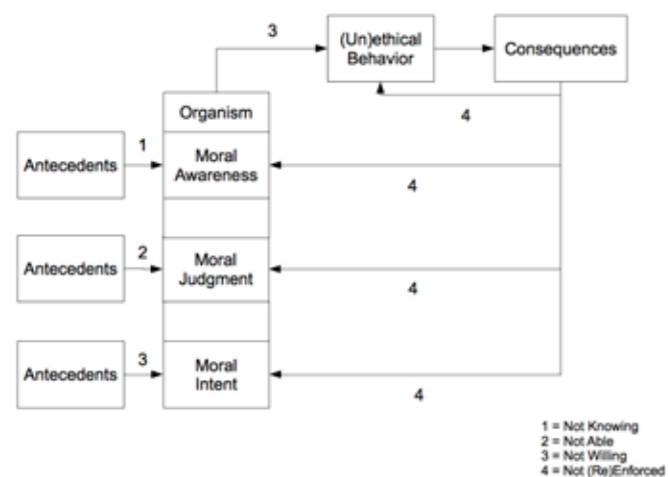 3
(Un)ethical
Behavior
Consequences
4
Organism
Antecedents
1
Moral
Awareness
4
Antecedents
2
Moral
Judgment
4
Antecedents
3
Moral
Intent
4
1 = Not Knowing
2 = Not Able
3 = Not Willing
4 = Not (Re)Enforced